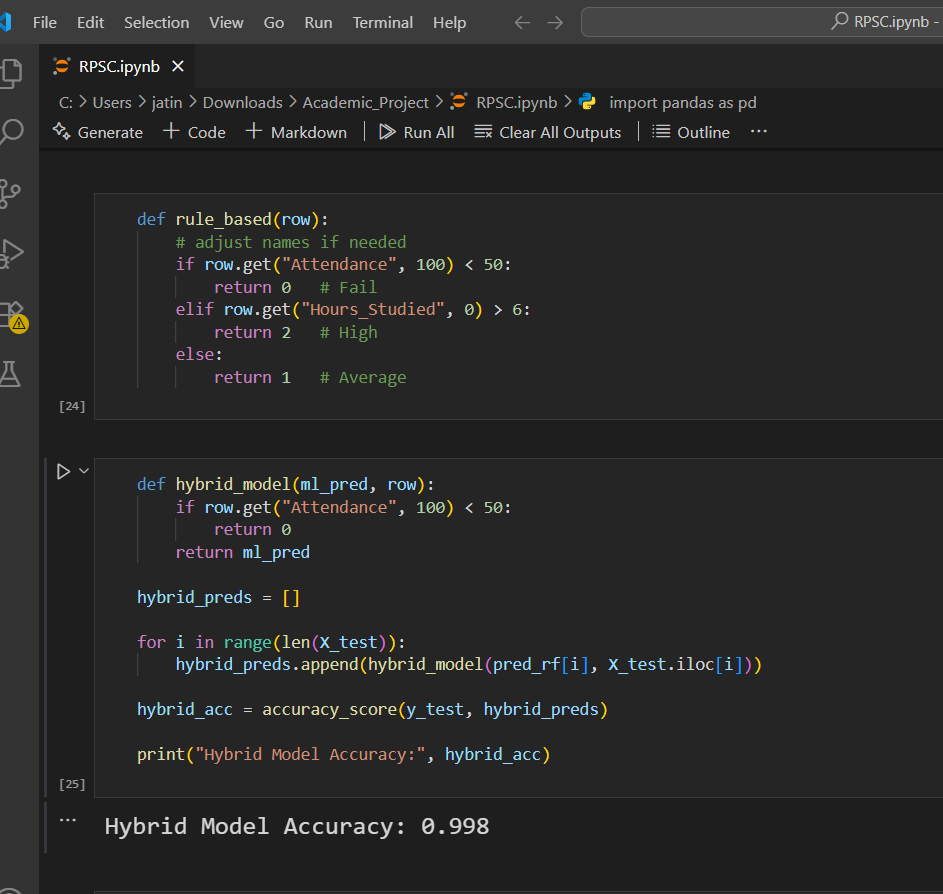 File Edit Selection View Go Run Terminal Help RPSC.ipynb -
RPSC.ipynb
C: > Users > jatin > Downloads > Academic_Project > RPSC.ipynb > import pandas as pd
Generate + Code + Markdown Run All Clear All Outputs Outline ...
def rule_based(row):
    # adjust names if needed
    if row.get("Attendance", 100) < 50:
        return 0   # Fail
    elif row.get("Hours_Studied", 0) > 6:
        return 2   # High
    else:
        return 1   # Average
[24]
def hybrid_model(ml_pred, row):
    if row.get("Attendance", 100) < 50:
        return 0
    return ml_pred
hybrid_preds = []
for i in range(len(X_test)):
    hybrid_preds.append(hybrid_model(pred_rf[i], X_test.iloc[i]))
hybrid_acc = accuracy_score(y_test, hybrid_preds)
print("Hybrid Model Accuracy:", hybrid_acc)
[25]
... Hybrid Model Accuracy: 0.998